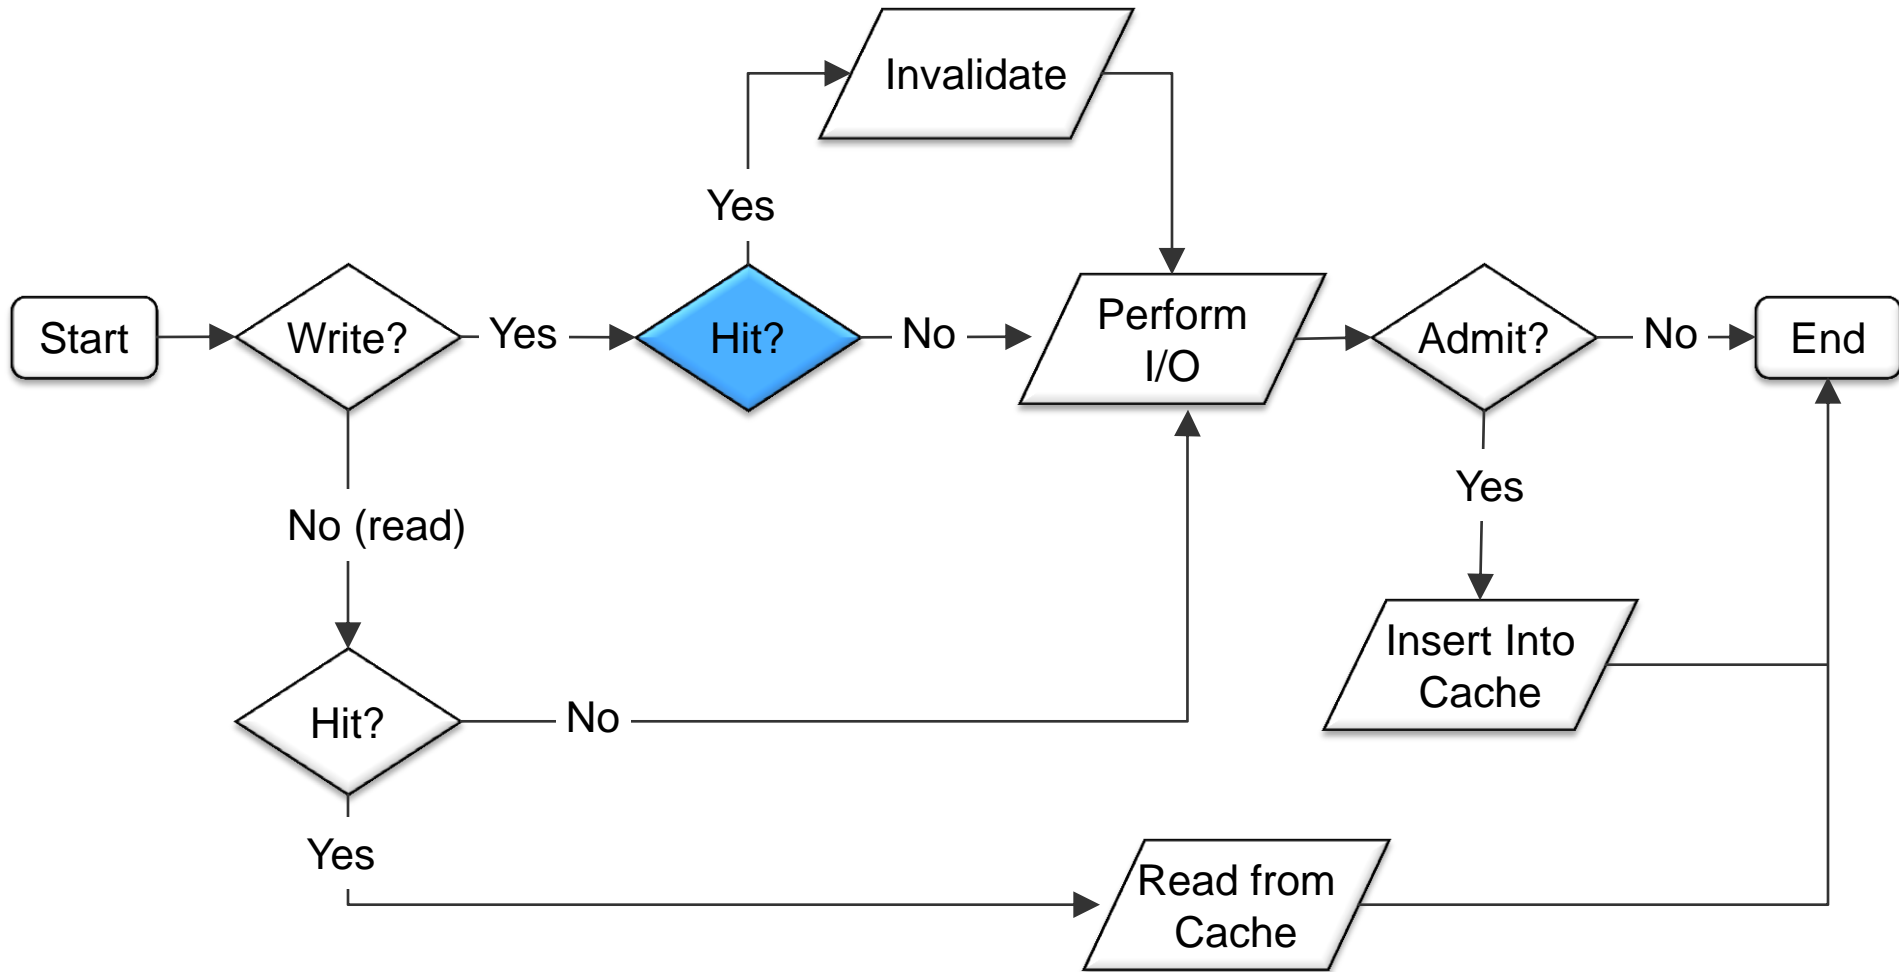 Invalidate
Yes
Start
Write?
Yes
Hit?
No
Perform
I/O
Admit?
No
End
Yes
No (read)
Insert Into
Cache
Hit?
No
Yes
Read from
Cache